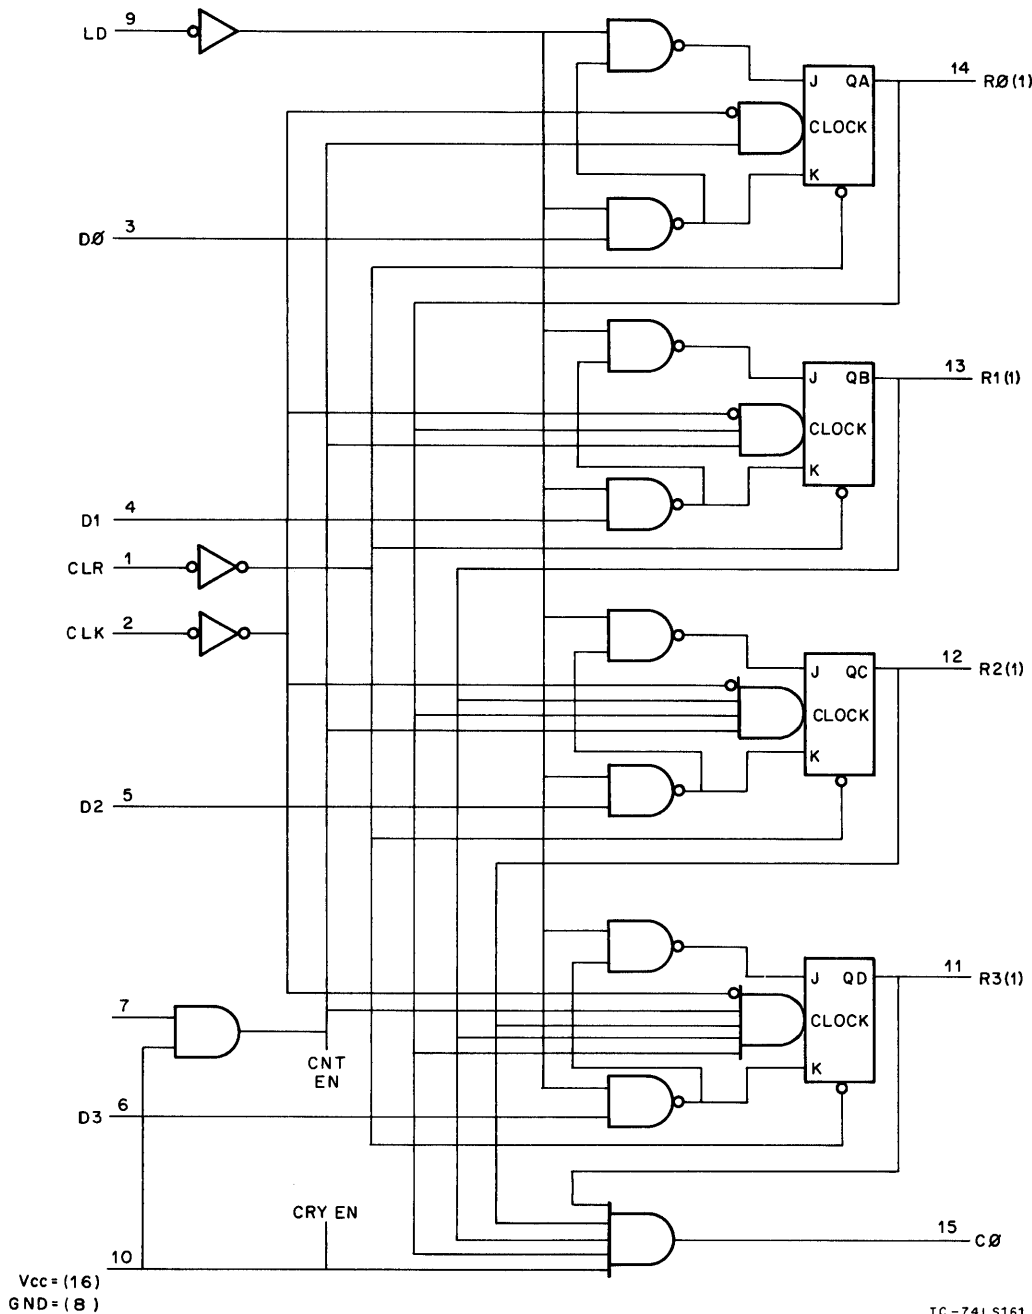 LD 9
J QA 14 RØ(1)
CLOCK
K
DØ 3
J QB 13 R1(1)
CLOCK
K
D1 4
CLR 1
CLK 2
J QC 12 R2(1)
CLOCK
K
D2 5
J QD 11 R3(1)
CLOCK
K
7
CNT
EN
D3 6
CRY EN
15 CØ
10
Vcc=(16)
GND=(8)
IC-74LS161